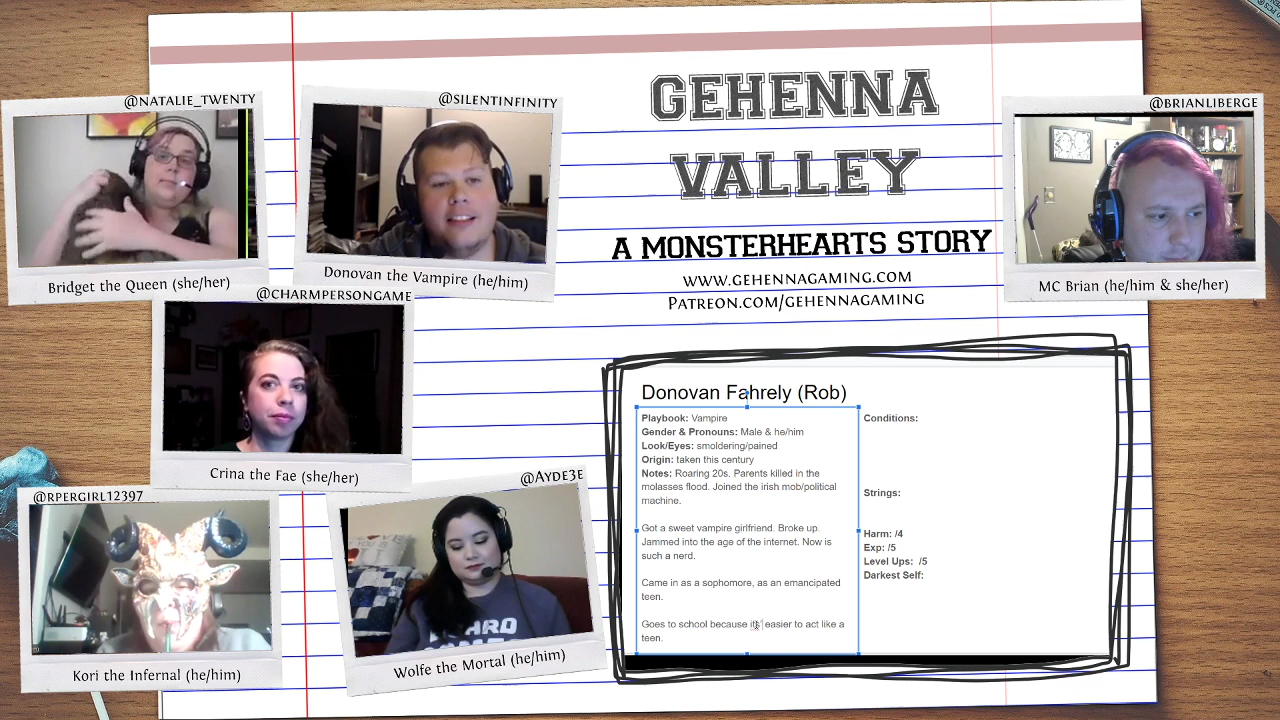 GEHENNA
VALLEY
A MONSTERHEARTS STORY
WWW.GEHENNAGAMING.COM
PATREON.COM/GEHENNAGAMING
@NATALIE_TWENTY
Bridget the Queen (she/her)
@SILENTINFINITY
Donovan the Vampire (he/him)
@BRIANLIBERGE
MC Brian (he/him & she/her)
@CHARMPERSONGAME
Crina the Fae (she/her)
@RPERGIRL12397
Kori the Infernal (he/him)
@AYDE3E
Wolfe the Mortal (he/him)
Donovan Fahrely (Rob)
Playbook: Vampire
Gender & Pronouns: Male & he/him
Look/Eyes: smoldering/pained
Origin: taken this century
Notes: Roaring 20s. Parents killed in the
molasses flood. Joined the irish mob/political
machine.
Got a sweet vampire girlfriend. Broke up.
Jammed into the age of the internet. Now is
such a nerd.
Came in as a sophomore, as an emancipated
teen.
Goes to school because its easier to act like a
teen.
Conditions:
Strings:
Harm: /4
Exp: /5
Level Ups: /5
Darkest Self: